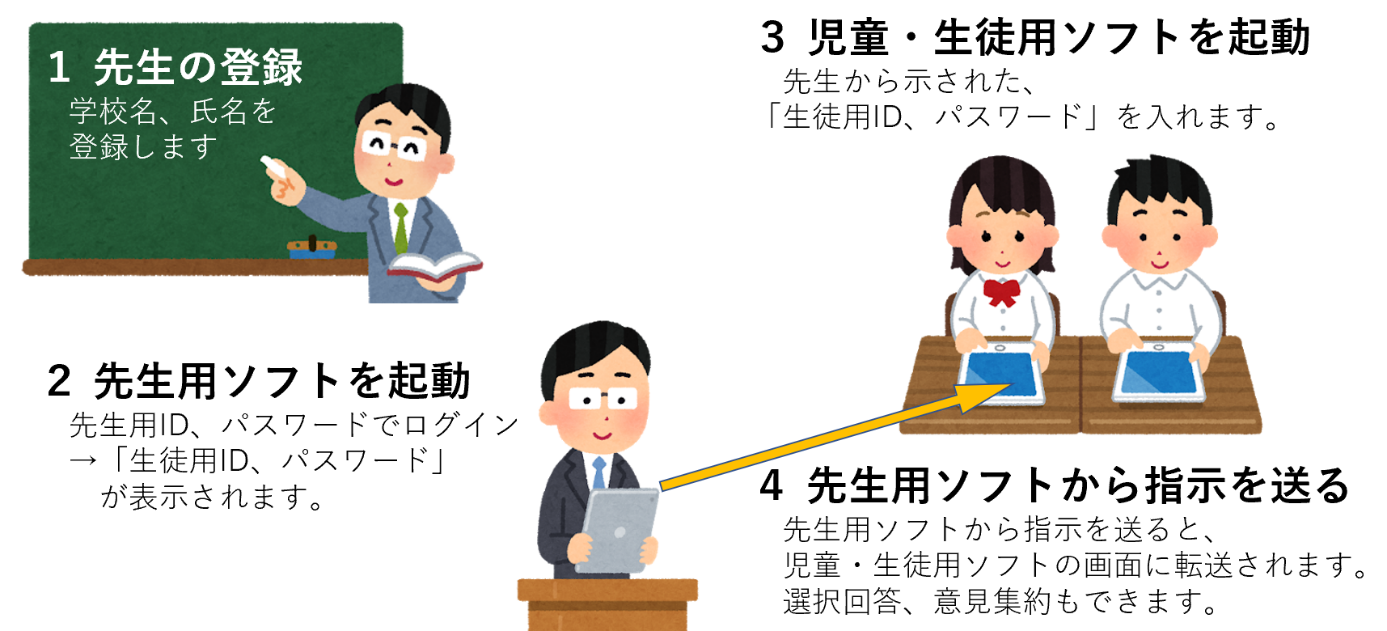 1 先生の登録
学校名、氏名を
登録します
2 先生用ソフトを起動
先生用ID、パスワードでログイン
→「生徒用ID、パスワード」
が表示されます。
3 児童・生徒用ソフトを起動
先生から示された、
「生徒用ID、パスワード」を入れます。
4 先生用ソフトから指示を送る
先生用ソフトから指示を送ると、
児童・生徒用ソフトの画面に転送されます。
選択回答、意見集約もできます。